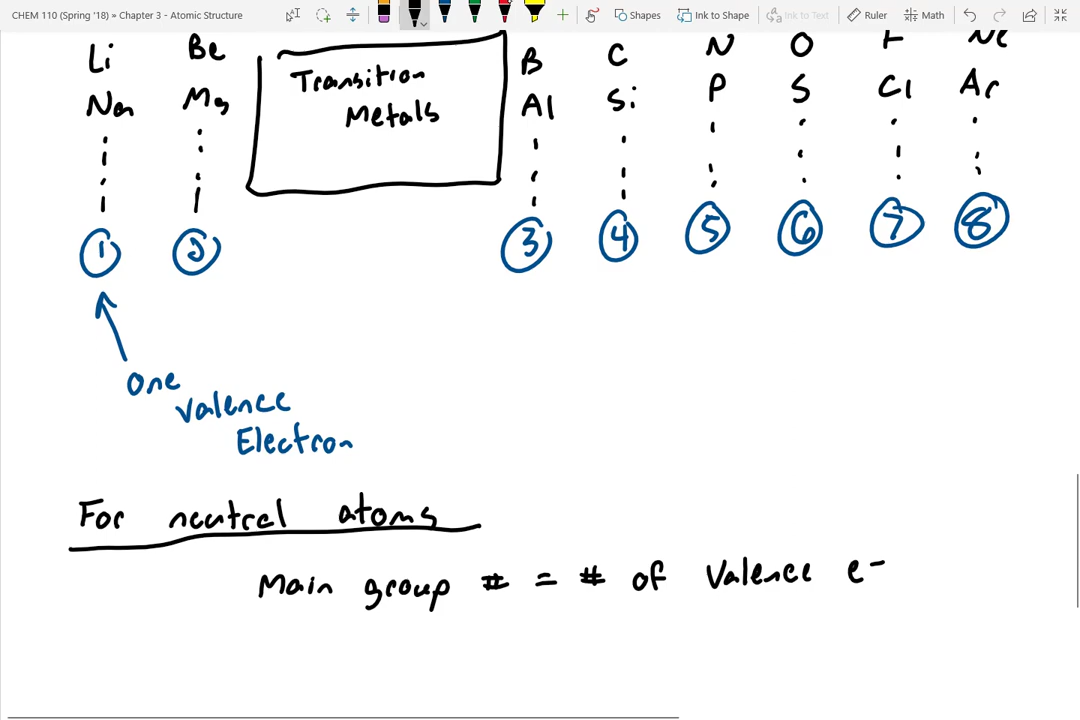 CHEM 110 (Spring '18) » Chapter 3 - Atomic Structure Shapes Ink to Shape Ink to Text Ruler Math
Li Be B C N O F Ne
Transition
Na Mg Metals Al Si P S Cl Ar
1 2 3 4 5 6 7 8
One
Valence
Electron
For neutral atoms
Main group # = # of Valence e-